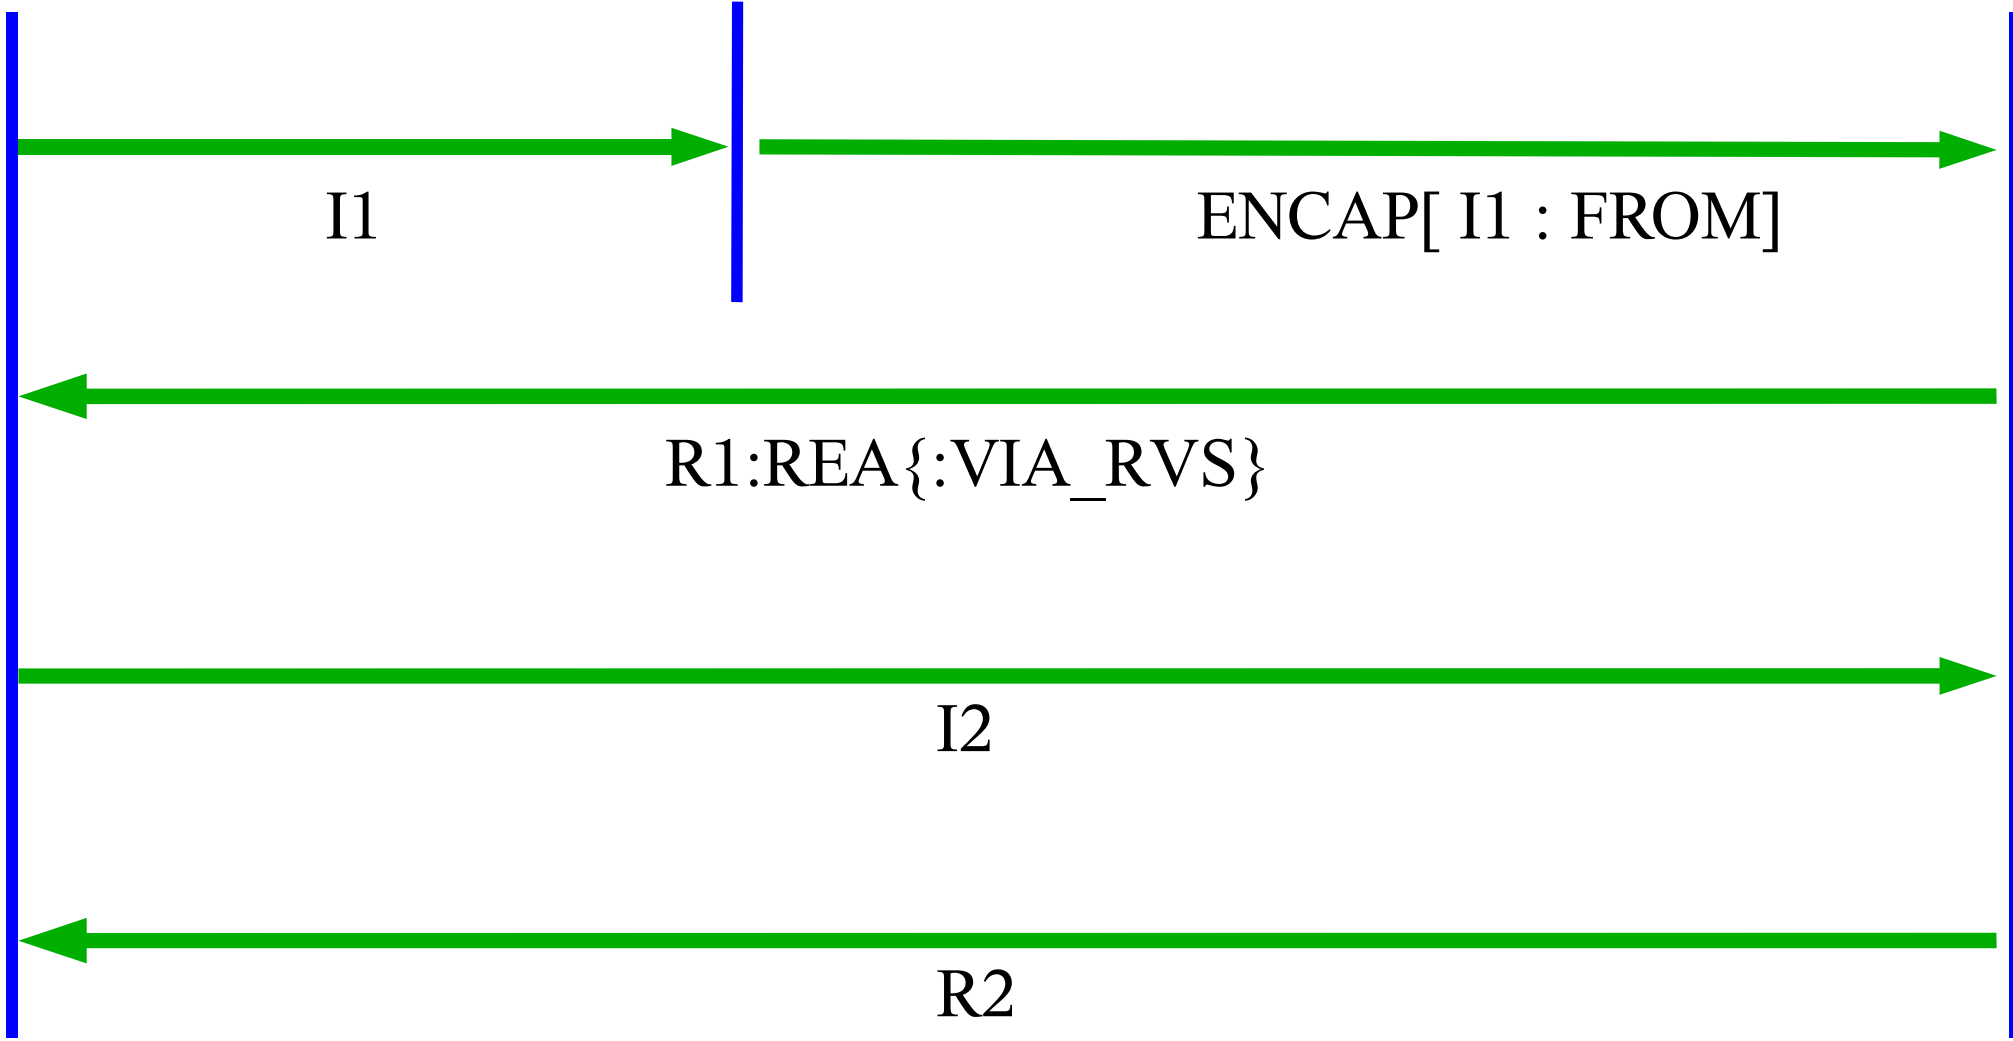 I1
ENCAP[ I1 : FROM]
R1:REA{:VIA_RVS}
I2
R2